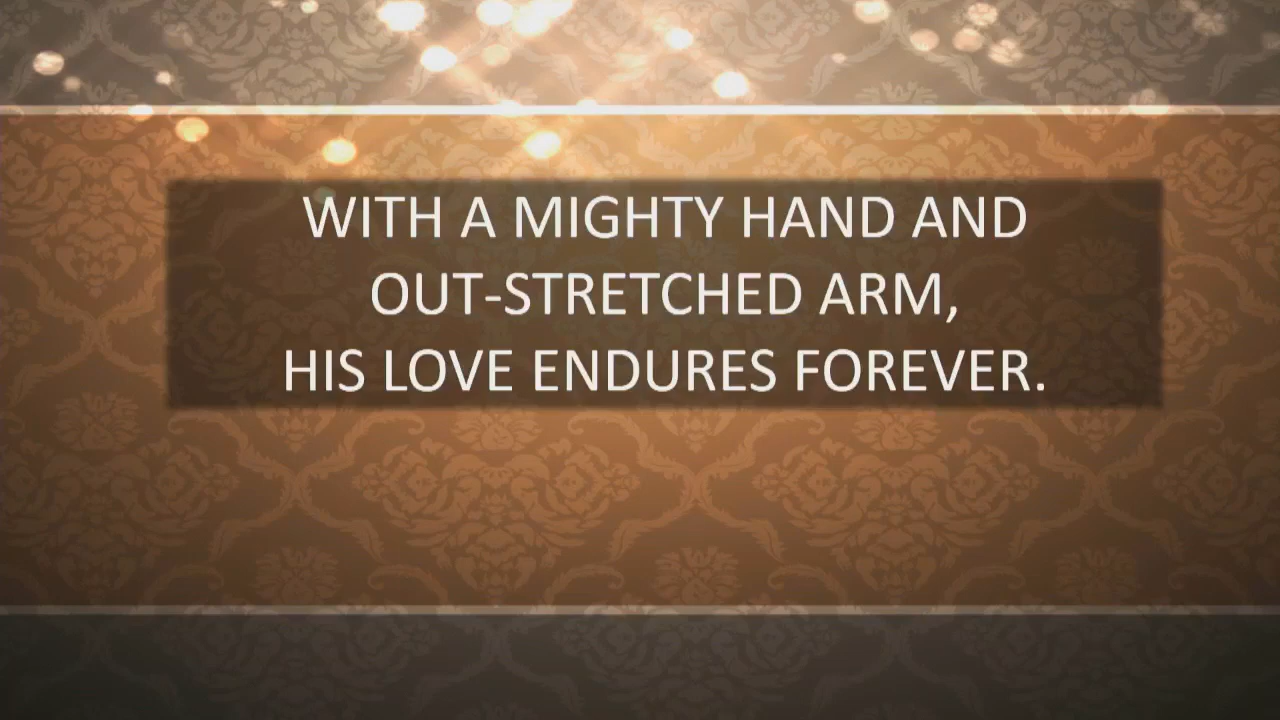 WITH A MIGHTY HAND AND
OUT-STRETCHED ARM,
HIS LOVE ENDURES FOREVER.